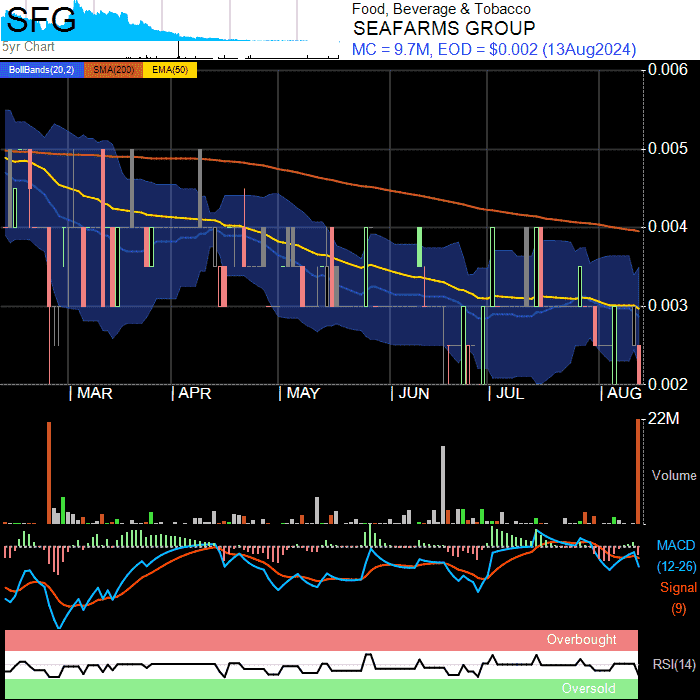 SFG
5yr Chart
Food, Beverage & Tobacco
SEAFARMS GROUP
MC = 9.7M, EOD = $0.002 (13Aug2024)
BollBands(20,2) SMA(200) EMA(50)
0.006
0.005
0.004
0.003
0.002
MAR APR MAY JUN JUL AUG
22M
Volume
MACD
(12-26)
Signal
(9)
Overbought
RSI(14)
Oversold